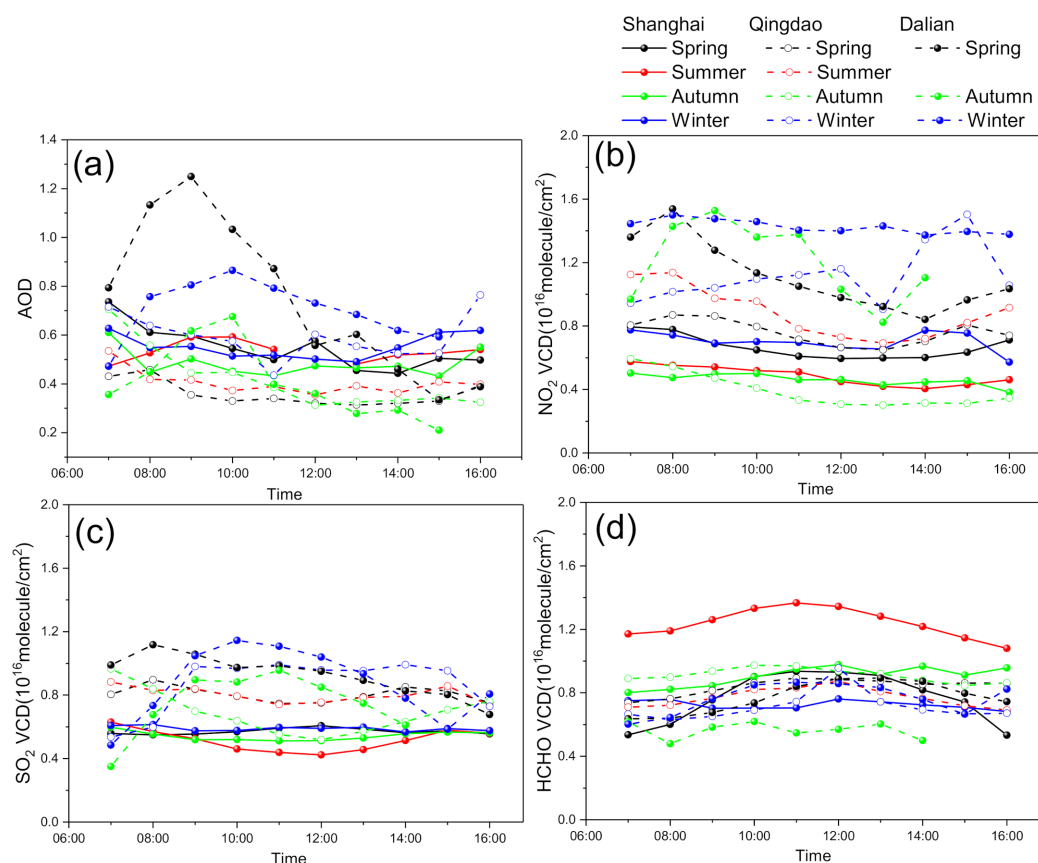 Shanghai Qingdao Dalian
Spring Spring Spring
Summer Summer
Autumn Autumn Autumn
Winter Winter Winter
(a)
AOD
1.4
1.2
1.0
0.8
0.6
0.4
0.2
06:00 08:00 10:00 12:00 14:00 16:00
Time
(b)
NO2 VCD(10^16molecule/cm^2)
2.0
1.6
1.2
0.8
0.4
0.0
06:00 08:00 10:00 12:00 14:00 16:00
Time
(c)
SO2 VCD(10^16molecule/cm^2)
2.0
1.6
1.2
0.8
0.4
0.0
06:00 08:00 10:00 12:00 14:00 16:00
Time
(d)
HCHO VCD(10^16molecule/cm^2)
2.0
1.6
1.2
0.8
0.4
0.0
06:00 08:00 10:00 12:00 14:00 16:00
Time